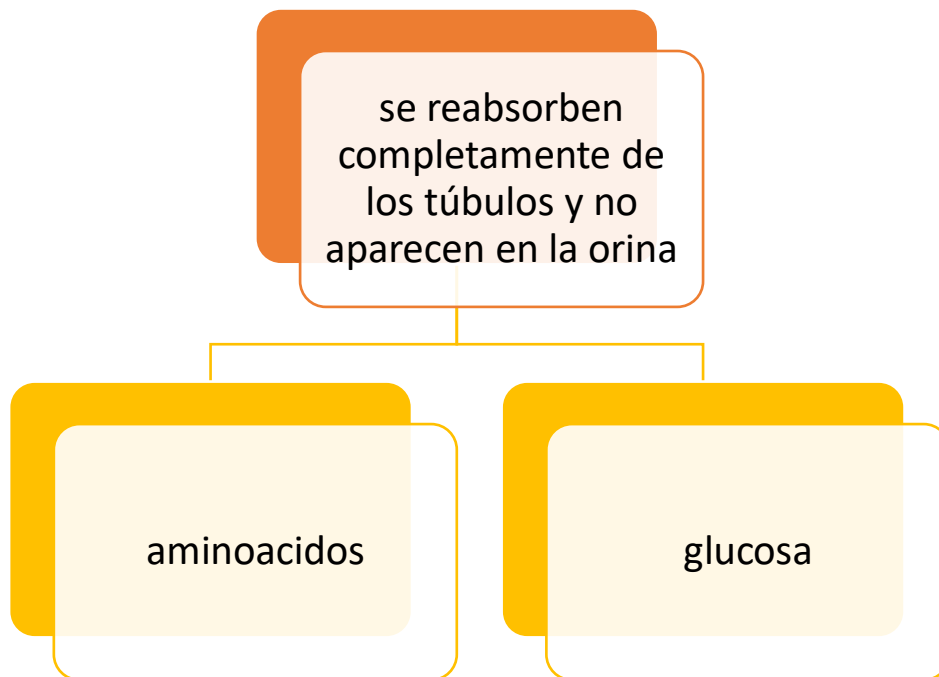 se reabsorben
completamente de
los túbulos y no
aparecen en la orina
aminoacidos
glucosa